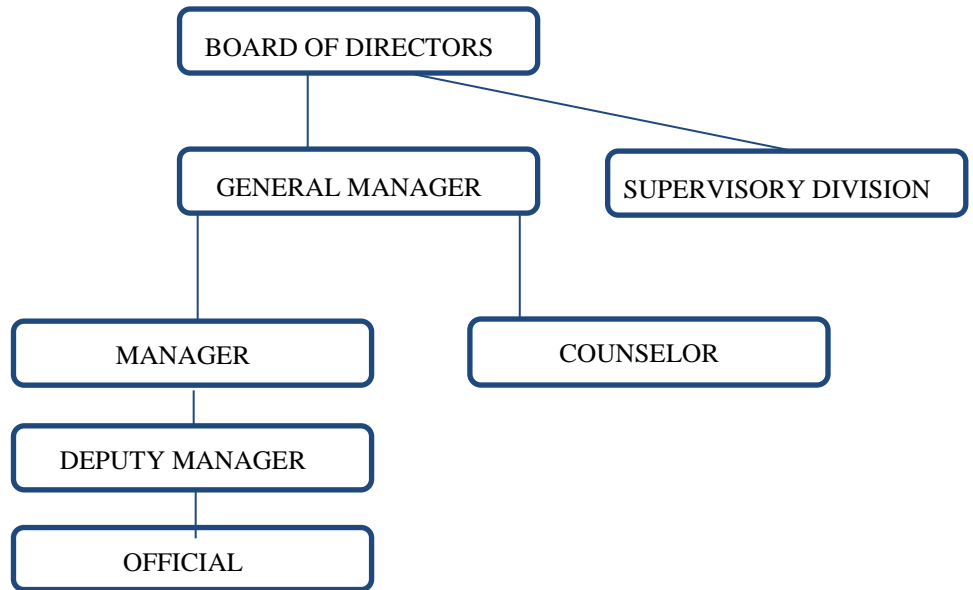 BOARD OF DIRECTORS
GENERAL MANAGER
SUPERVISORY DIVISION
MANAGER
COUNSELOR
DEPUTY MANAGER
OFFICIAL